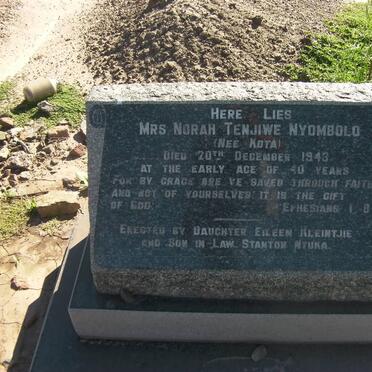 HERE LIES
MRS NORAH TENJIWE NYOMBOLO
(NEE KOTA)
DIED 20TH DECEMBER 1943
AT THE EARLY AGE OF 40 YEARS
FOR BY GRACE ARE YE SAVED THROUGH FAITH
AND NOT OF YOURSELVES IT IS THE GIFT
OF GOD. EPHESIANS
ERECTED BY DAUGHTER EILEEN KLEINTJIE
AND SON IN LAW STANTON NTUKA.